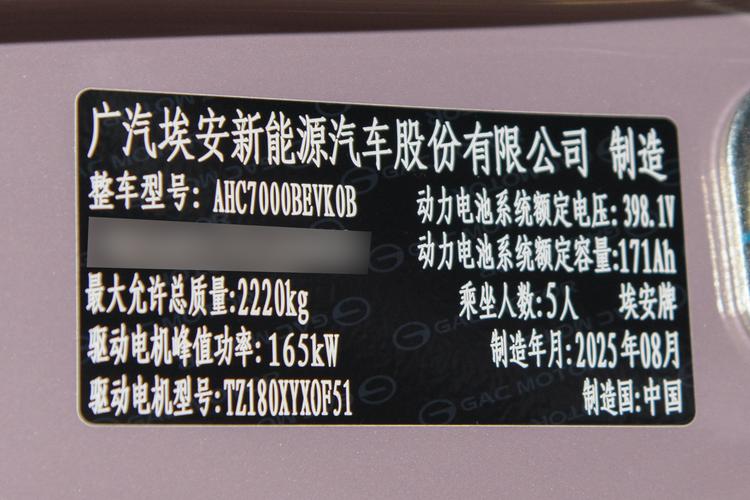 广汽埃安新能源汽车股份有限公司 制造
整车型号: AHC7000BEVK0B
动力电池系统额定电压: 398.1V
动力电池系统额定容量:171Ah
最大允许总质量:2220kg
乘坐人数:5人 埃安牌
驱动电机峰值功率: 165kW
制造年月:2025年08月
驱动电机型号:TZ180XYX0F51
制造国:中国
GAC MOTOR